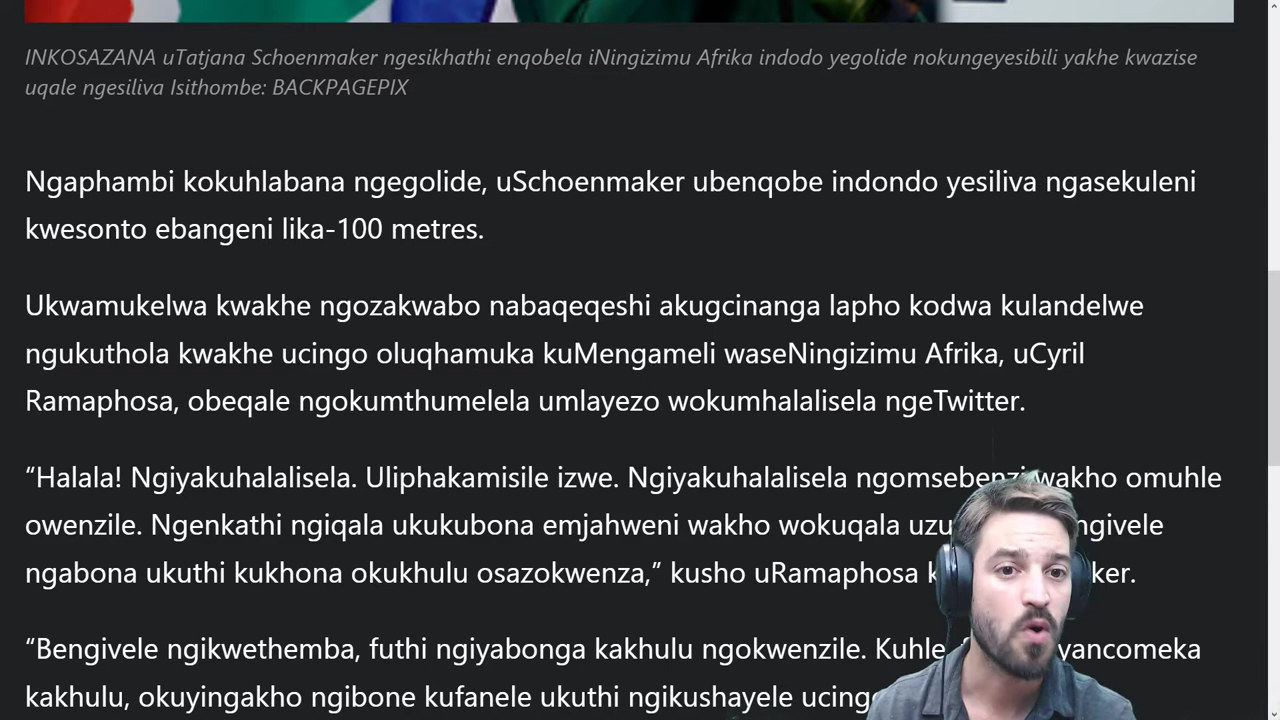 INKOSAZANA uTatjana Schoenmaker ngesikhathi enqobela iNingizimu Afrika indodo yegolide nokungeyesibili yakhe kwazise
uqale ngesiliva Isithombe: BACKPAGEPIX
Ngaphambi kokuhlabana ngegolide, uSchoenmaker ubenqobe indondo yesiliva ngasekuleni
kwesonto ebangeni lika-100 metres.
Ukwamukelwa kwakhe ngozakwabo nabaqeqeshi akugcinanga lapho kodwa kulandelwe
ngukuthola kwakhe ucingo oluqhamuka kuMengameli waseNingizimu Afrika, uCyril
Ramaphosa, obeqale ngokumthumelela umlayezo wokumhalalisela ngeTwitter.
“Halala! Ngiyakuhalalisela. Uliphakamisile izwe. Ngiyakuhalalisela ngomsebenzi wakho omuhle
owenzile. Ngenkathi ngiqala ukukubona emjahweni wakho wokuqala ngivele
ngabona ukuthi kukhona okukhulu osazokwenza,” kusho uRamaphosa
“Bengivele ngikwethemba, futhi ngiyabonga kakhulu ngokwenzile. Kuhle
kakhulu, okuyingakho ngibone kufanele ukuthi ngikushayele